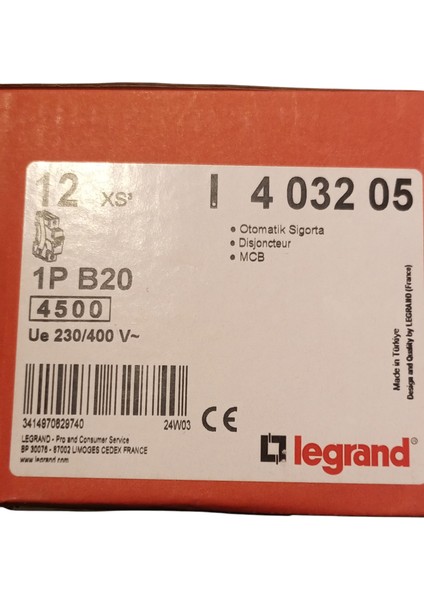 12 XS³
4 032 05
• Otomatik Sigorta
• Disjoncteur
• MCB
1P B20
4500
Ue 230/400 V~
Made in Türkiye
Design and Quality by LEGRAND (France)
3414970829740
24W03
CE
LEGRAND - Pro and Consumer Service
BP 30076 - 87002 LIMOGES CEDEX FRANCE
www.legrand.com
legrand